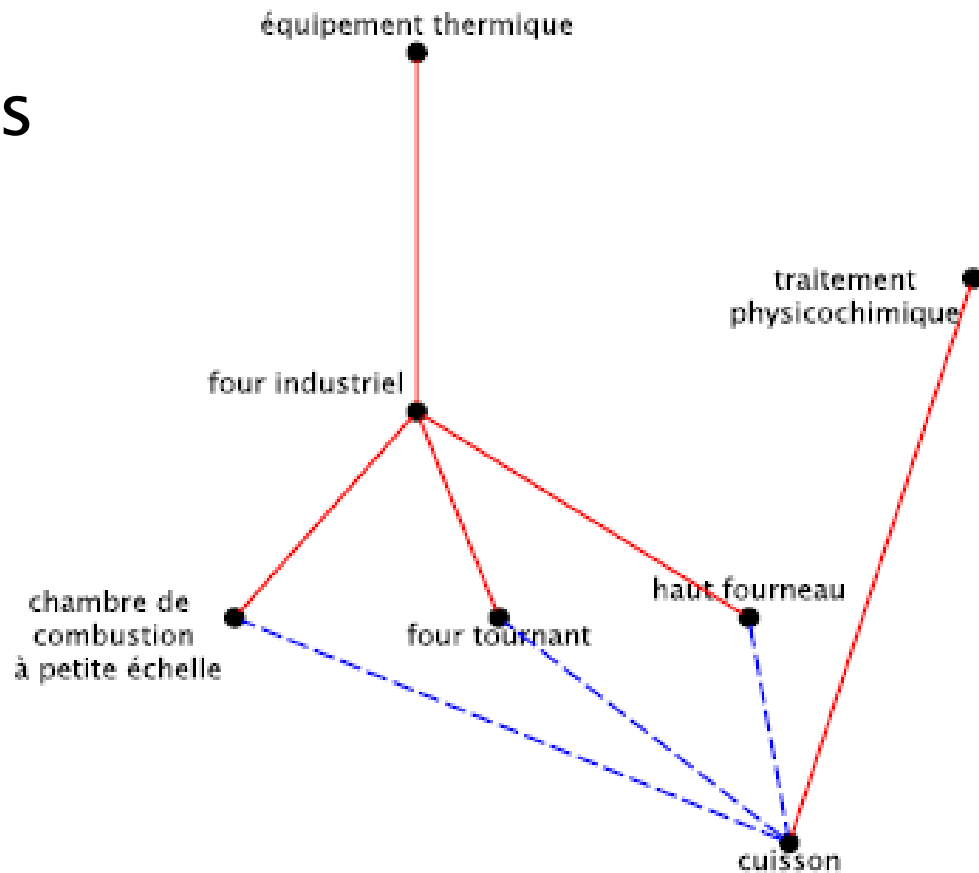 équipement thermique
s
traitement
physicochimique
four industriel
haut fourneau
chambre de
combustion
à petite échelle
four tournant
cuisson